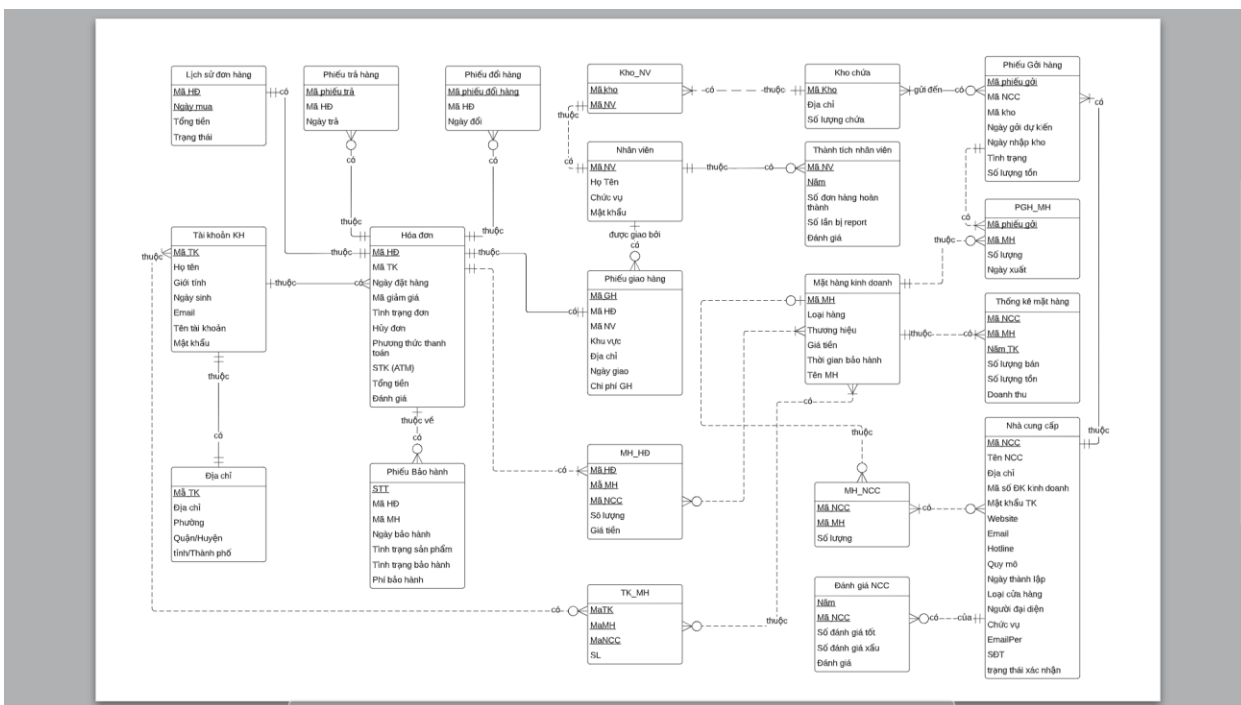 Lịch sử đơn hàng
Mã HĐ
Ngày mua
Tổng tiền
Trạng thái
có
Phiếu trả hàng
Mã phiếu trả
Mã HĐ
Ngày trả
có
thuộc
Phiếu đổi hàng
Mã phiếu đổi hàng
Mã HĐ
Ngày đổi
có
thuộc
Kho_NV
Mã kho
Mã NV
có
thuộc
thuộc
có
Kho chứa
Mã Kho
Địa chỉ
Số lượng chứa
gửi đến
có
Phiếu Gởi hàng
Mã phiếu gởi
Mã NCC
Mã kho
Ngày gởi dự kiến
Ngày nhập kho
Tình trạng
Số lượng tồn
có
thuộc
có
Nhân viên
Mã NV
Họ Tên
Chức vụ
Mật khẩu
thuộc
có
được giao bởi
có
Thành tích nhân viên
Mã NV
Năm
Số đơn hàng hoàn
thành
Số lần bị report
Đánh giá
PGH_MH
Mã phiếu gởi
Mã MH
Số lượng
Ngày xuất
thuộc
Tài khoản KH
Mã TK
Họ tên
Giới tính
Ngày sinh
Email
Tên tài khoản
Mật khẩu
thuộc
thuộc
có
thuộc
thuộc
có
Hóa đơn
Mã HĐ
Mã TK
Ngày đặt hàng
Mã giảm giá
Tình trạng đơn
Hủy đơn
Phương thức thanh
toán
STK (ATM)
Tổng tiền
Đánh giá
thuộc
có
thuộc về
có
Phiếu giao hàng
Mã GH
Mã HĐ
Mã NV
Khu vực
Địa chỉ
Ngày giao
Chi phí GH
Mặt hàng kinh doanh
Mã MH
Loại hàng
Thương hiệu
Giá tiền
Thời gian bảo hành
Tên MH
thuộc
có
có
thuộc
Thống kê mặt hàng
Mã NCC
Mã MH
Năm TK
Số lượng bán
Số lượng tồn
Doanh thu
Địa chỉ
Mã TK
Địa chỉ
Phường
Quận/Huyện
tỉnh/Thành phố
Phiếu Bảo hành
STT
Mã HĐ
Mã MH
Ngày bảo hành
Tình trạng sản phẩm
Tình trạng bảo hành
Phí bảo hành
MH_HĐ
Mã HĐ
Mã MH
Mã NCC
Số lượng
Giá tiền
có
MH_NCC
Mã NCC
Mã MH
Số lượng
có
Nhà cung cấp
Mã NCC
Tên NCC
Địa chỉ
Mã số ĐK kinh doanh
Mật khẩu TK
Website
Email
Hotline
Quy mô
Ngày thành lập
Loại cửa hàng
Người đại diện
Chức vụ
EmailPer
SĐT
trạng thái xác nhận
TK_MH
MaTK
MaMH
MaNCC
SL
có
thuộc
Đánh giá NCC
Năm
Mã NCC
Số đánh giá tốt
Số đánh giá xấu
Đánh giá
có
của